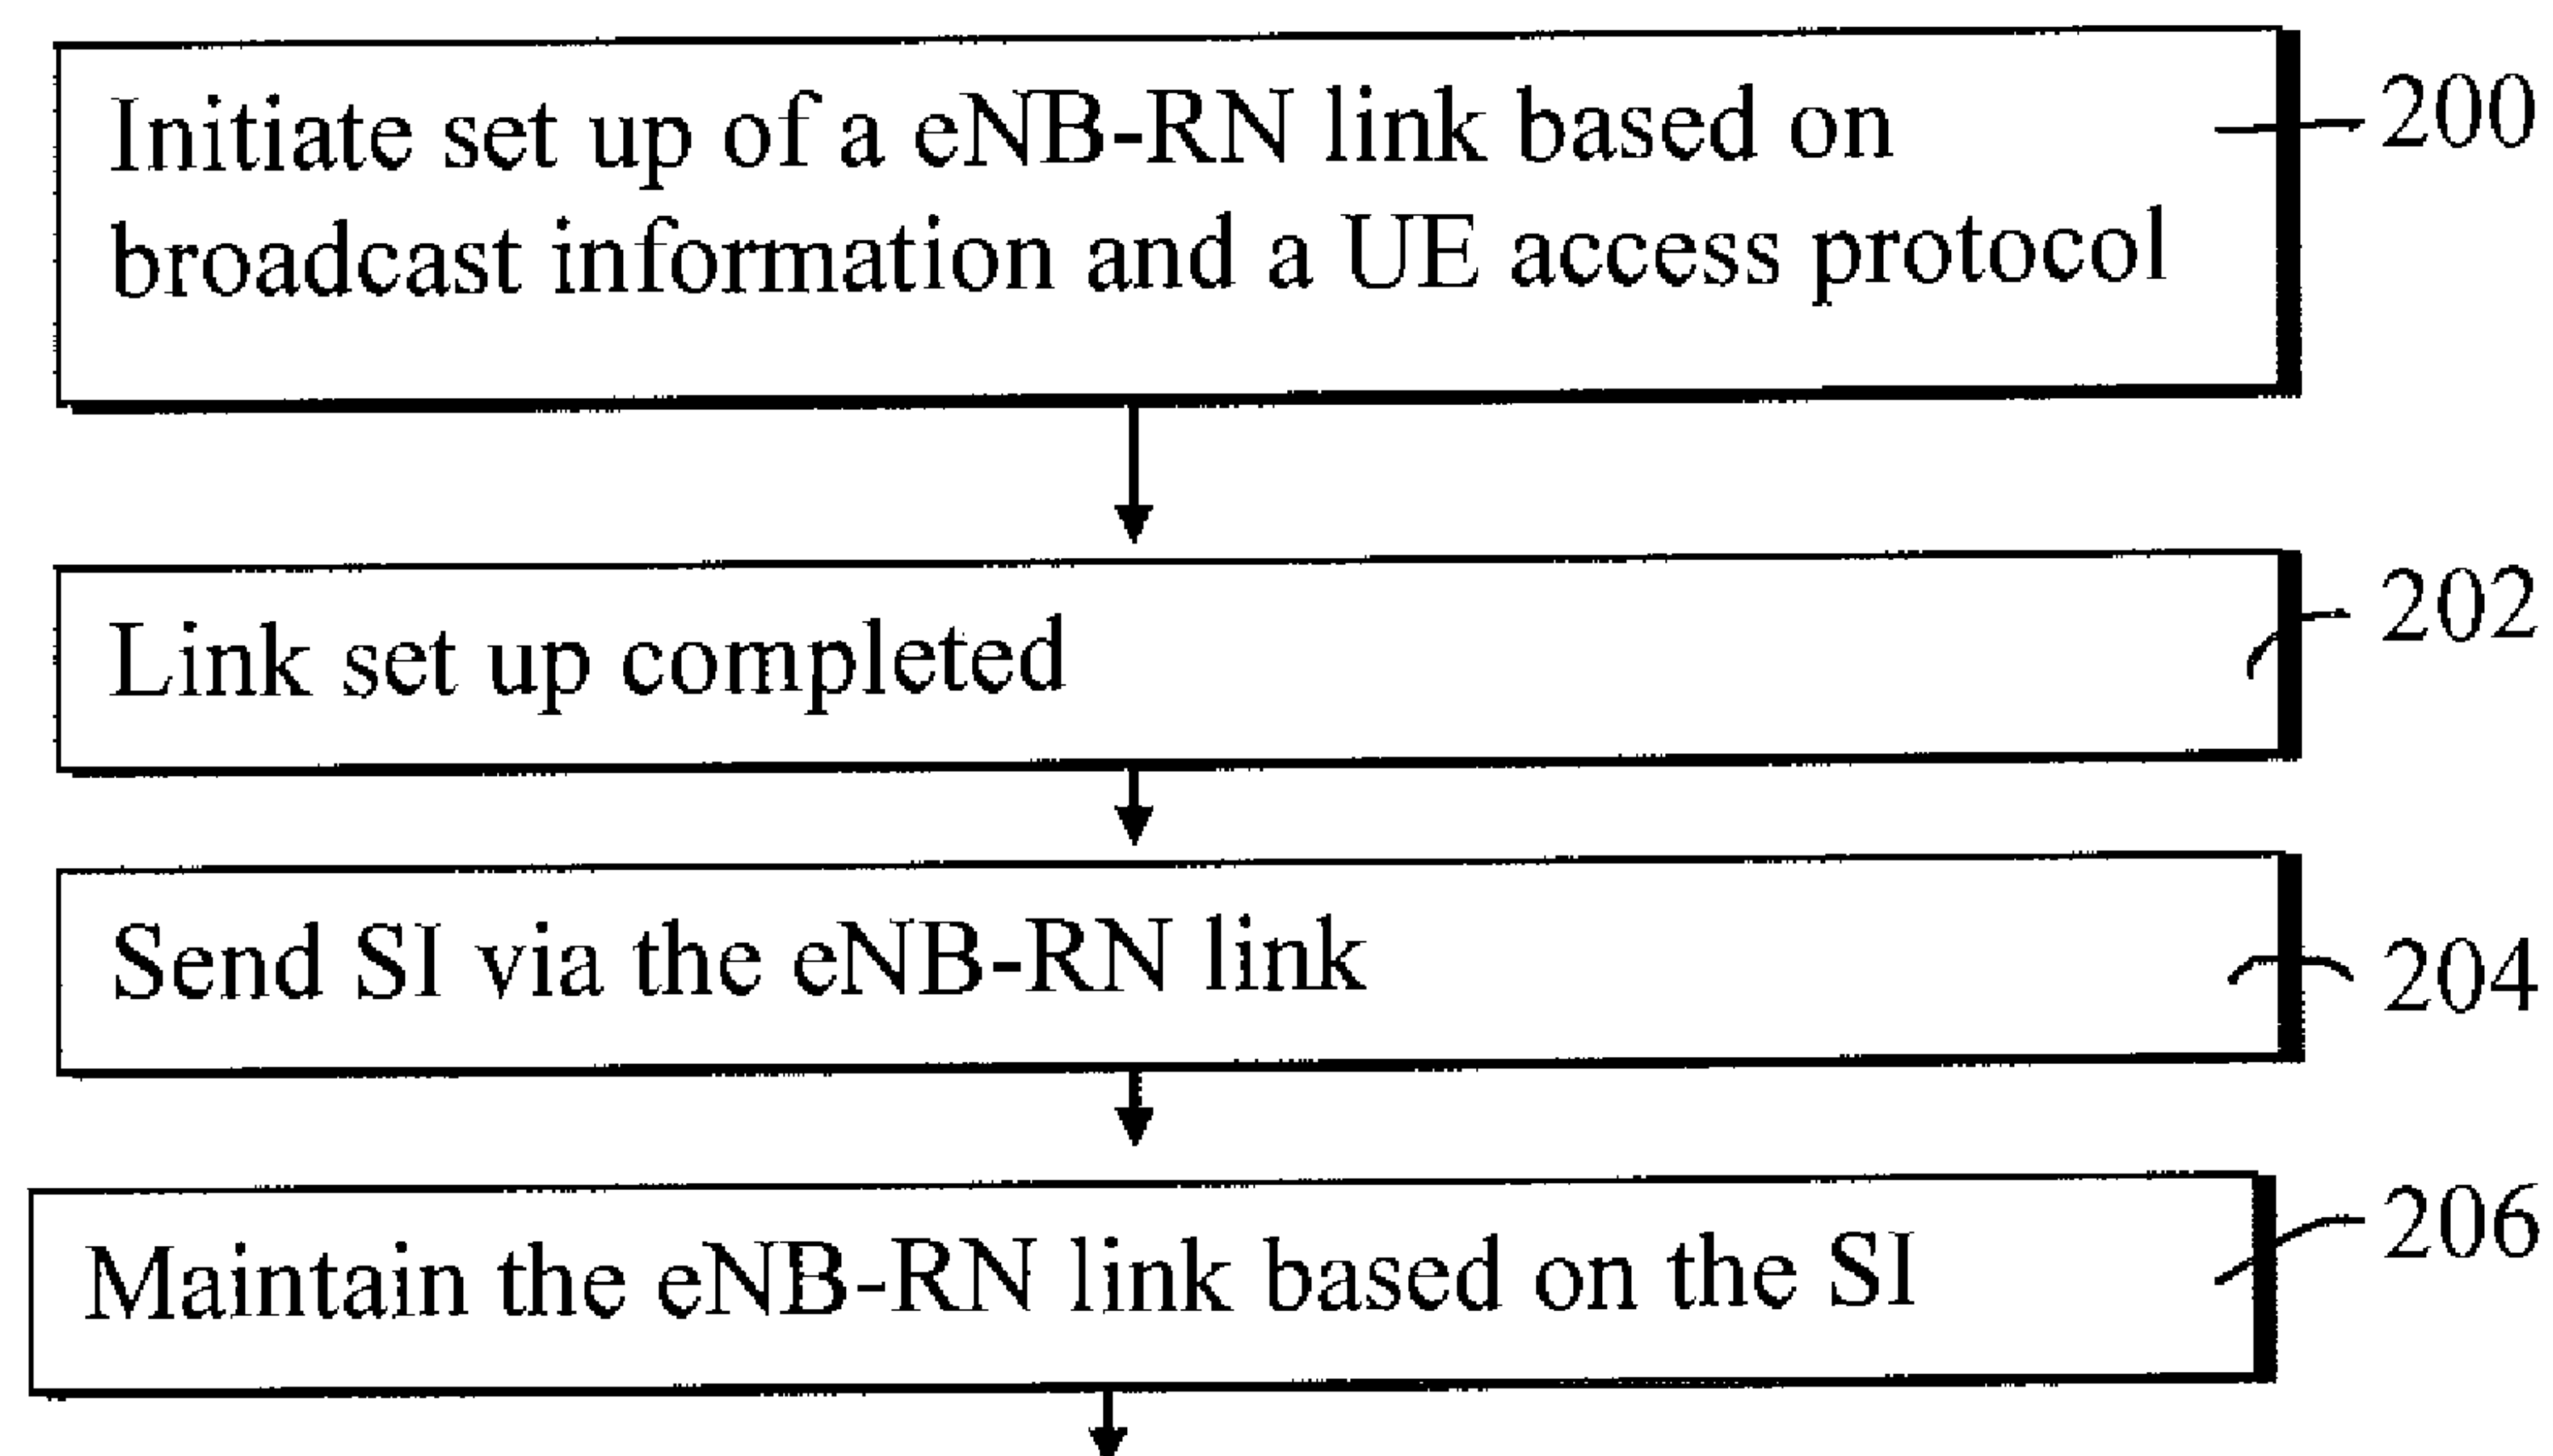 Initiate set up of a eNB-RN link based on
200
broadcast information and a UE access protocol
Link set up completed
202
Send SI via the eNB-RN link
204
Maintain the eNB-RN link based on the SI
206